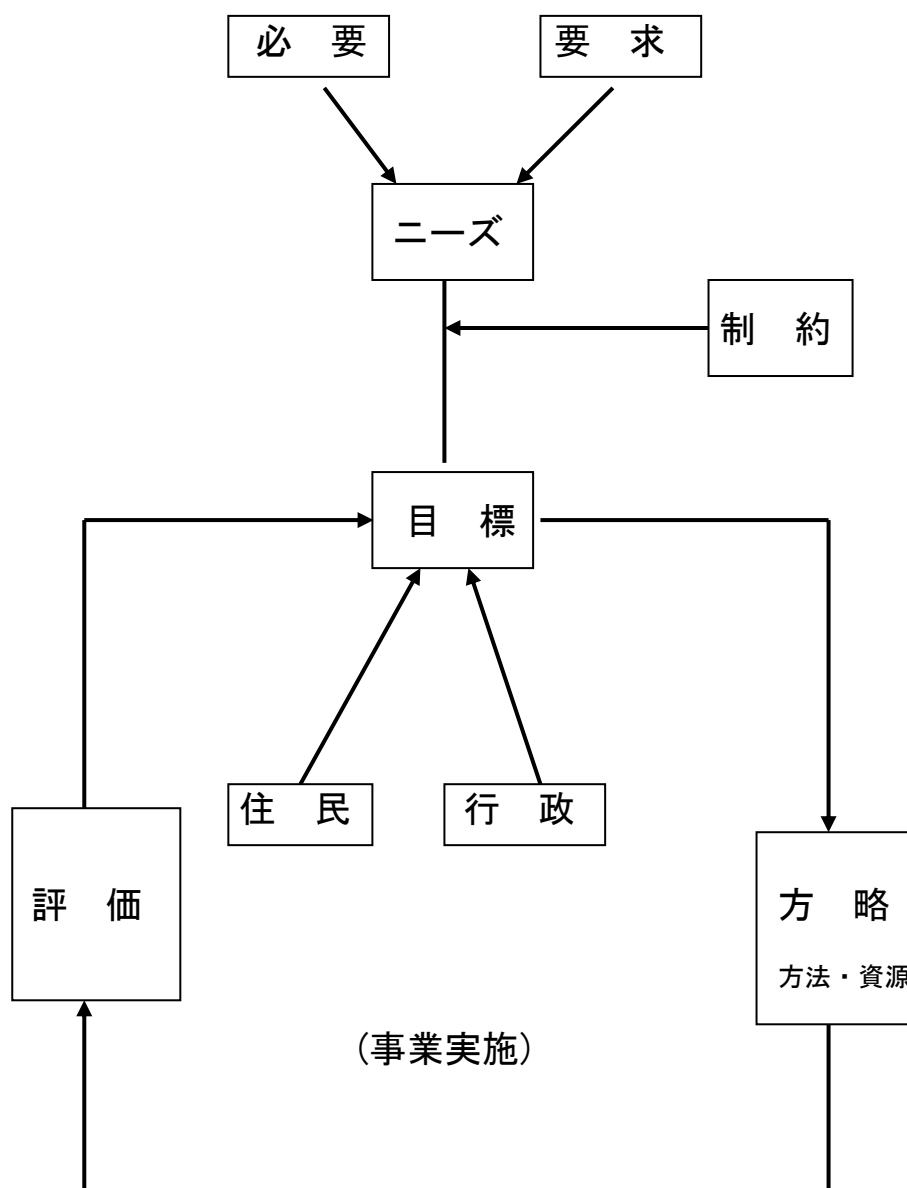 必　要
要　求
ニーズ
制　約
目　標
住　民
行　政
評　価
方　略
方法・資源
(事業実施)